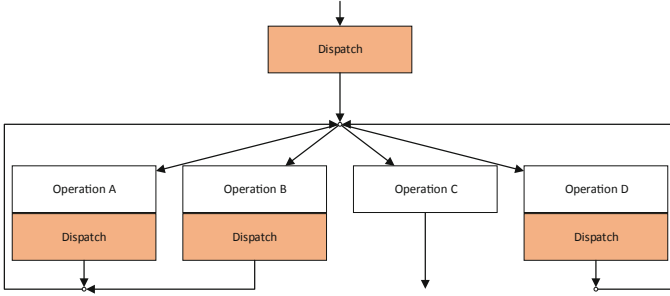 Dispatch
Operation A
Operation B
Operation C
Operation D
Dispatch
Dispatch
Dispatch